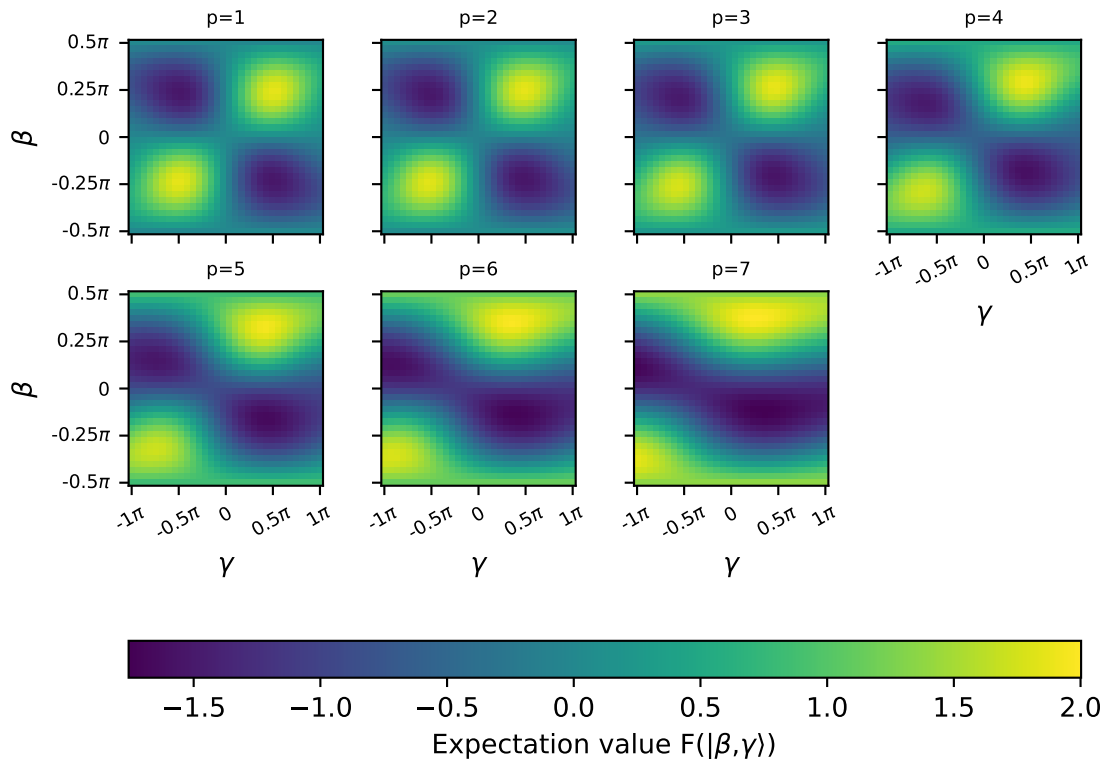 p=1
p=2
p=3
p=4
0.5π
0.25π
0
-0.25π
-0.5π
β
-1π
-0.5π
0
0.5π
1π
γ
p=5
p=6
p=7
0.5π
0.25π
0
-0.25π
-0.5π
β
-1π
-0.5π
0
0.5π
1π
-1π
-0.5π
0
0.5π
1π
-1π
-0.5π
0
0.5π
1π
γ
γ
γ
−1.5
−1.0
−0.5
0.0
0.5
1.0
1.5
2.0
Expectation value F(|β,γ⟩)